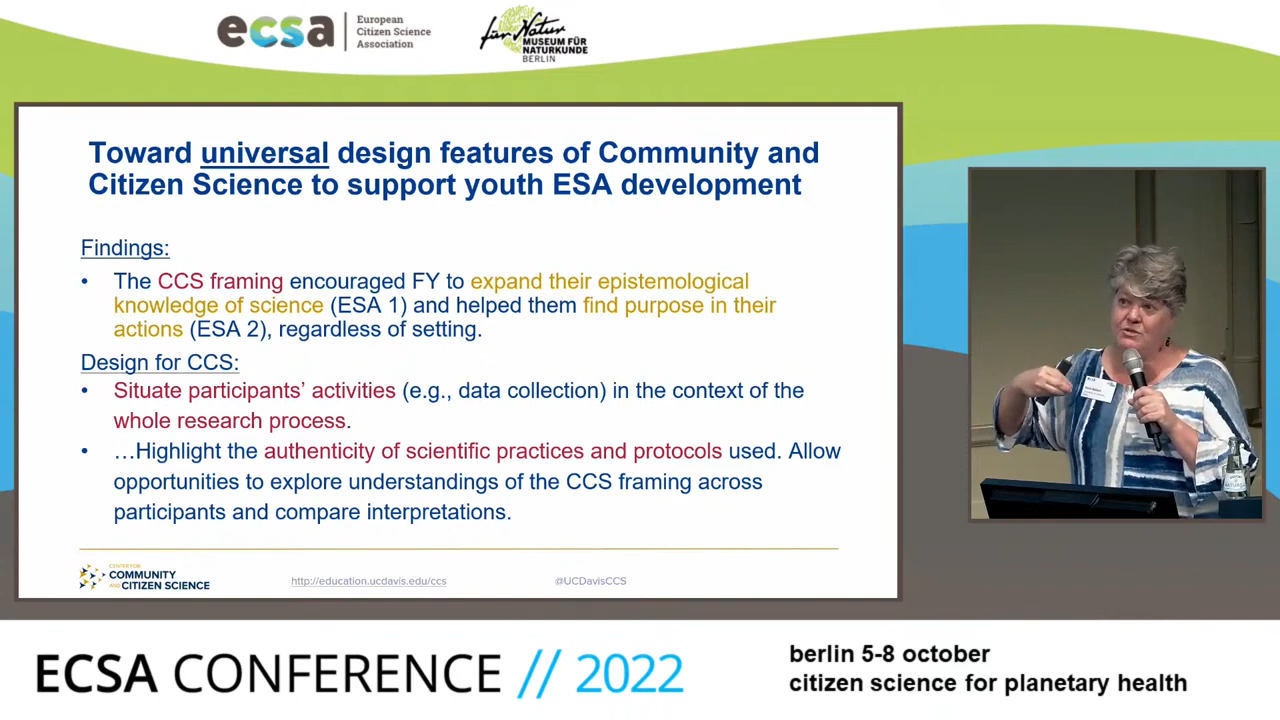 ecsa
European
Citizen Science
Association
für Natur
MUSEUM FÜR
NATURKUNDE
BERLIN
Toward universal design features of Community and
Citizen Science to support youth ESA development
Findings:
• The CCS framing encouraged FY to expand their epistemological
knowledge of science (ESA 1) and helped them find purpose in their
actions (ESA 2), regardless of setting.
Design for CCS:
• Situate participants’ activities (e.g., data collection) in the context of the
whole research process.
• …Highlight the authenticity of scientific practices and protocols used. Allow
opportunities to explore understandings of the CCS framing across
participants and compare interpretations.
CENTER FOR
COMMUNITY
AND CITIZEN SCIENCE
http://education.ucdavis.edu/ccs
@UCDavisCCS
ECSA CONFERENCE // 2022
berlin 5-8 october
citizen science for planetary health